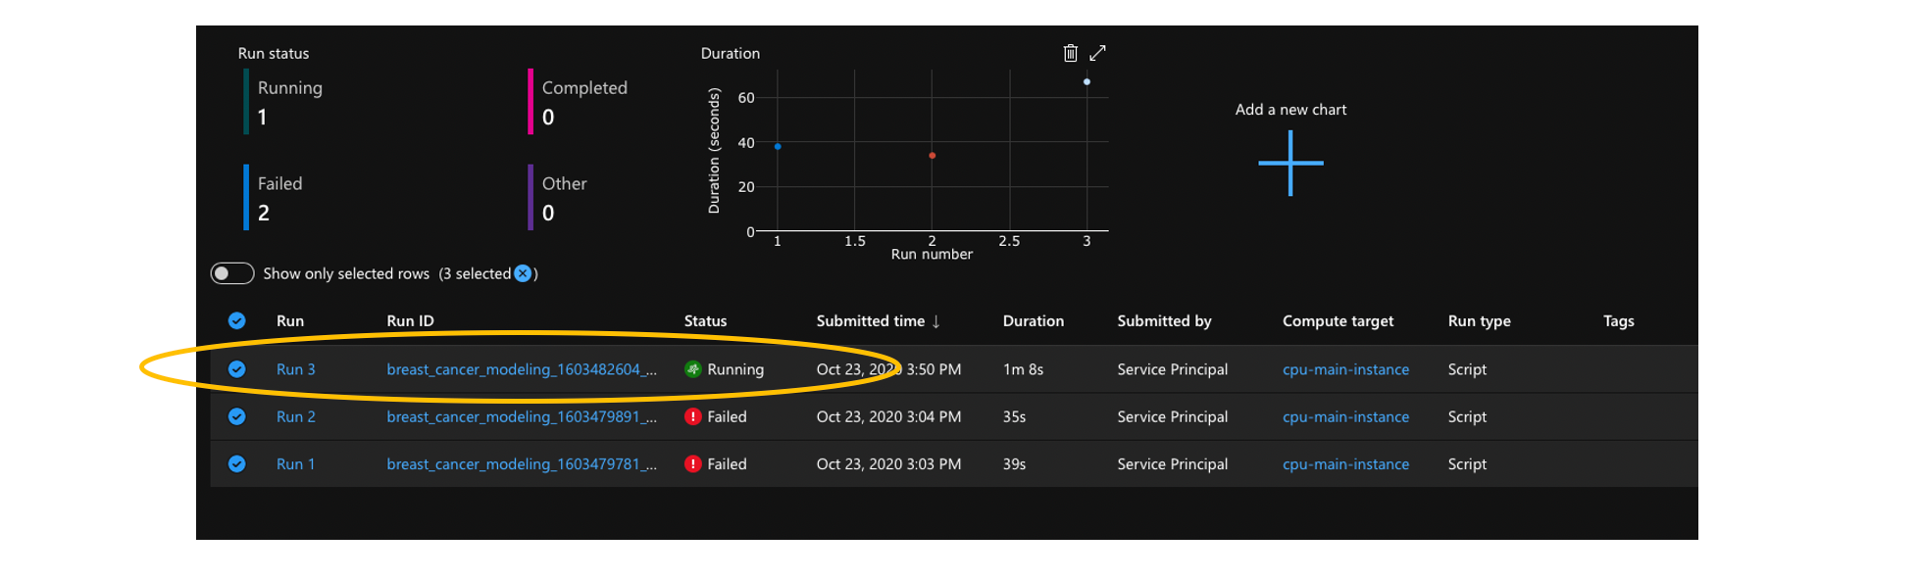 Run status
Running
1
Completed
0
Failed
2
Other
0
Duration
Duration (seconds)
60
40
20
0
1
1.5
2
2.5
3
Run number
Add a new chart
Show only selected rows (3 selected )
Run Run ID Status Submitted time ↓ Duration Submitted by Compute target Run type Tags
Run 3 breast_cancer_modeling_1603482604_... Running Oct 23, 2020 3:50 PM 1m 8s Service Principal cpu-main-instance Script
Run 2 breast_cancer_modeling_1603479891_... Failed Oct 23, 2020 3:04 PM 35s Service Principal cpu-main-instance Script
Run 1 breast_cancer_modeling_1603479781_... Failed Oct 23, 2020 3:03 PM 39s Service Principal cpu-main-instance Script